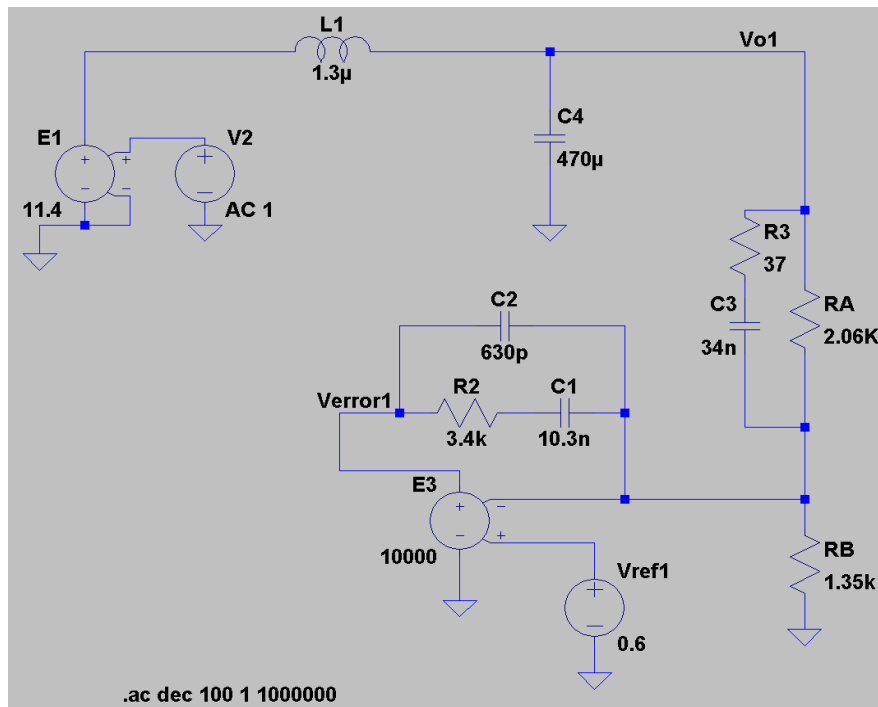 L1
1.3µ
Vo1
C4
470µ
E1
11.4
V2
AC 1
R3
37
C3
34n
RA
2.06K
C2
630p
R2
3.4k
C1
10.3n
Verror1
E3
10000
Vref1
0.6
RB
1.35k
.ac dec 100 1 1000000